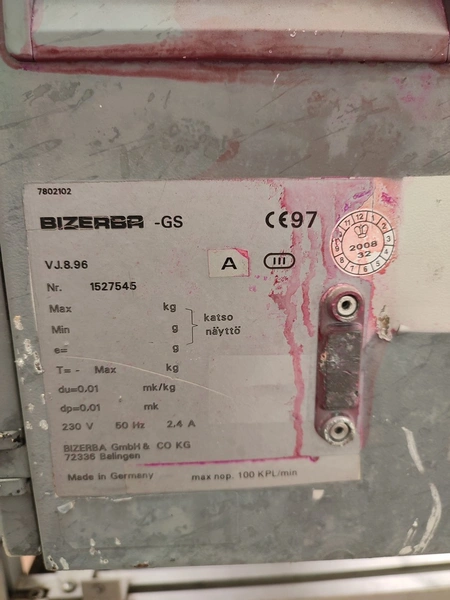 7802102
BIZERBA -GS CE97
VJ.8.96 A III
Nr. 1527545
Max kg
Min g
e= g
katso
näyttö
T= - Max kg
du=0.01 mk/kg
dp=0.01 mk
230 V 50 Hz 2.4 A
BIZERBA GmbH & CO KG
72336 Balingen
Made in Germany max nop. 100 KPL/min
2008
32